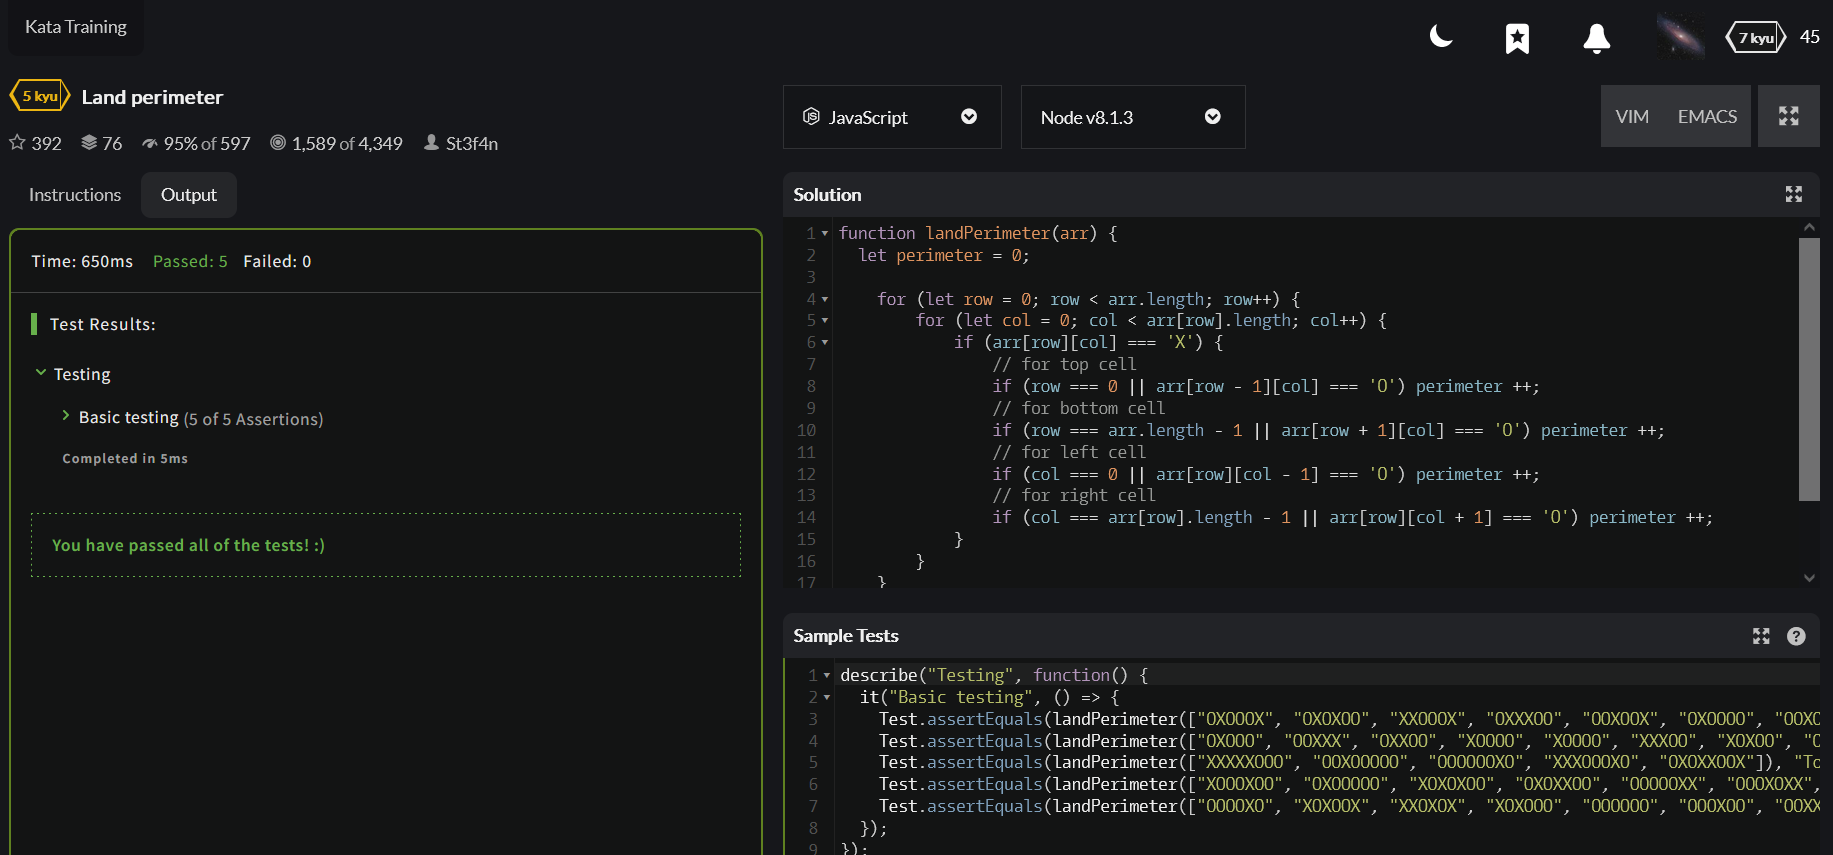 Kata Training
7 kyu 45
5 kyu Land perimeter
392 76 95% of 597 1,589 of 4,349 St3f4n
JavaScript
Node v8.1.3
VIM EMACS
Instructions Output
Time: 650ms Passed: 5 Failed: 0
Test Results:
Testing
Basic testing (5 of 5 Assertions)
Completed in 5ms
You have passed all of the tests! :)
Solution
1 function landPerimeter(arr) {
2 let perimeter = 0;
3
4 for (let row = 0; row < arr.length; row++) {
5 for (let col = 0; col < arr[row].length; col++) {
6 if (arr[row][col] === 'X') {
7 // for top cell
8 if (row === 0 || arr[row - 1][col] === 'O') perimeter ++;
9 // for bottom cell
10 if (row === arr.length - 1 || arr[row + 1][col] === 'O') perimeter ++;
11 // for left cell
12 if (col === 0 || arr[row][col - 1] === 'O') perimeter ++;
13 // for right cell
14 if (col === arr[row].length - 1 || arr[row][col + 1] === 'O') perimeter ++;
15 }
16 }
17 }
Sample Tests
1 describe("Testing", function() {
2 it("Basic testing", () => {
3 Test.assertEquals(landPerimeter(["OXOOOX", "OXOXOO", "XXOOOX", "OXXXOO", "OOXOOX", "OXOOOO", "OOXO
4 Test.assertEquals(landPerimeter(["OXOOO", "OOXXX", "OXXOO", "XOOOO", "XOOOO", "XXXOO", "XOXOO", "O
5 Test.assertEquals(landPerimeter(["XXXXXOOO", "OOXOOOOO", "OOOOOOXO", "XXXOOOXO", "OXOXXOOX"]), "To
6 Test.assertEquals(landPerimeter(["XOOOXOO", "OXOOOOO", "XOXOXOO", "OXOXXOO", "OOOOOXX", "OOOXOXX",
7 Test.assertEquals(landPerimeter(["OOOOXO", "XOXOOX", "XXOXOX", "XOXOOO", "OOOOOO", "OOOXOO", "OOXX
8 });
9 });